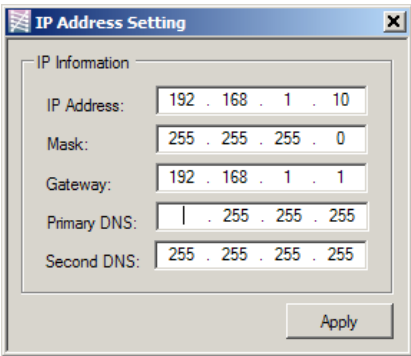 IP Address Setting
IP Information
IP Address: 192 . 168 . 1 . 10
Mask: 255 . 255 . 255 . 0
Gateway: 192 . 168 . 1 . 1
Primary DNS: . 255 . 255 . 255
Second DNS: 255 . 255 . 255 . 255
Apply